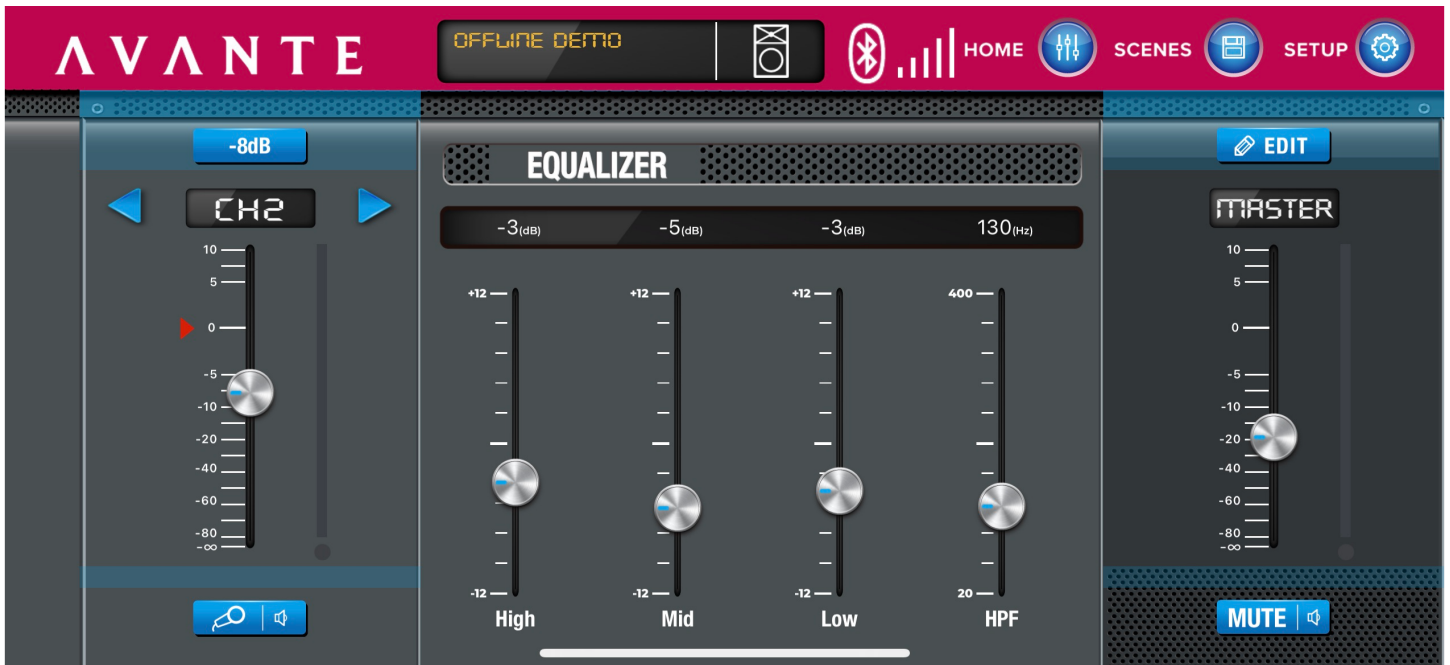 AVANTE
OFFLINE DEMO
HOME
SCENES
SETUP
-8dB
CH2
10
5
0
-5
-10
-20
-40
-60
-80
-∞
EQUALIZER
-3(dB) -5(dB) -3(dB) 130(Hz)
+12 +12 +12 400
-12 -12 -12 20
High Mid Low HPF
EDIT
MASTER
10
5
0
-5
-10
-20
-40
-60
-80
-∞
MUTE